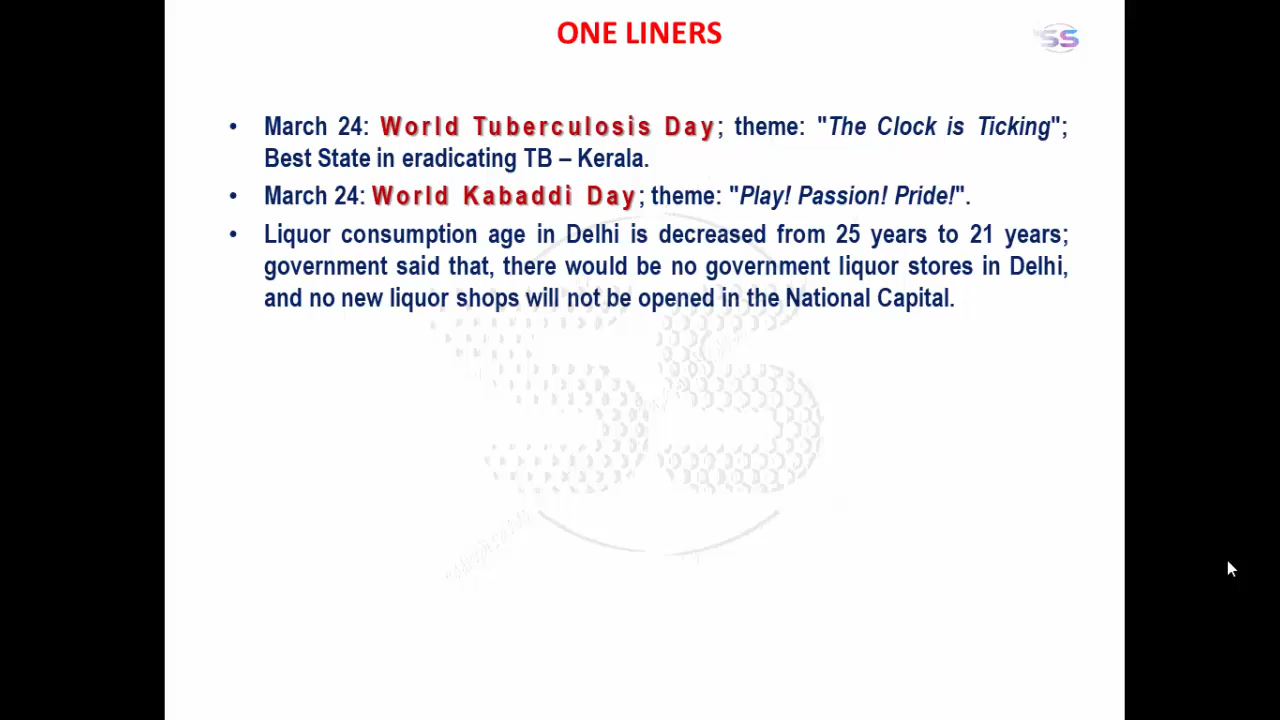 ONE LINERS
SS
• March 24: World Tuberculosis Day; theme: "The Clock is Ticking";
Best State in eradicating TB – Kerala.
• March 24: World Kabaddi Day; theme: "Play! Passion! Pride!".
• Liquor consumption age in Delhi is decreased from 25 years to 21 years;
government said that, there would be no government liquor stores in Delhi,
and no new liquor shops will not be opened in the National Capital.